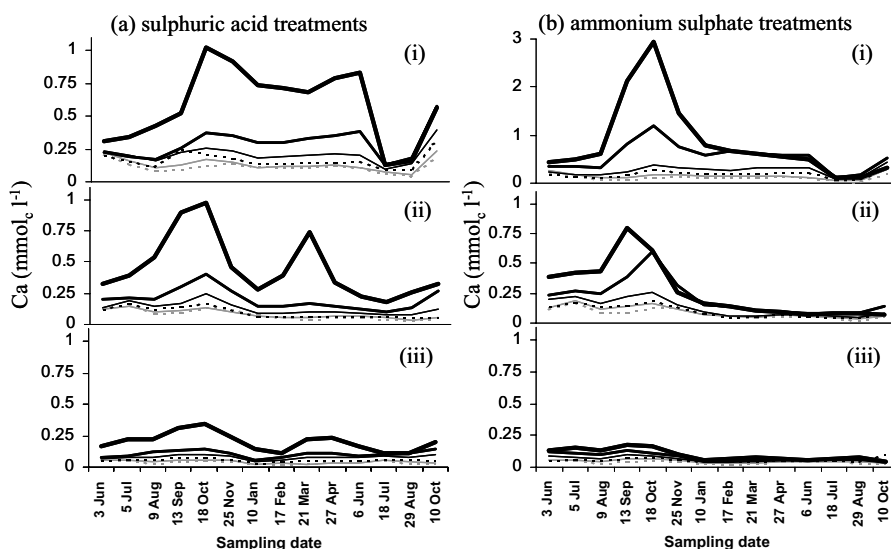 (a) sulphuric acid treatments
(b) ammonium sulphate treatments
Ca (mmolc l-1)
1
0.75
0.5
0.25
0
(i)
1
0.75
0.5
0.25
0
(ii)
1
0.75
0.5
0.25
0
(iii)
3 Jun
5 Jul
9 Aug
13 Sep
18 Oct
25 Nov
10 Jan
17 Feb
21 Mar
27 Apr
6 Jun
18 Jul
29 Aug
10 Oct
Sampling date
Ca (mmolc l-1)
3
2
1
0
(i)
1
0.75
0.5
0.25
0
(ii)
1
0.75
0.5
0.25
0
(iii)
3 Jun
5 Jul
9 Aug
13 Sep
18 Oct
25 Nov
10 Jan
17 Feb
21 Mar
27 Apr
6 Jun
18 Jul
29 Aug
10 Oct
Sampling date